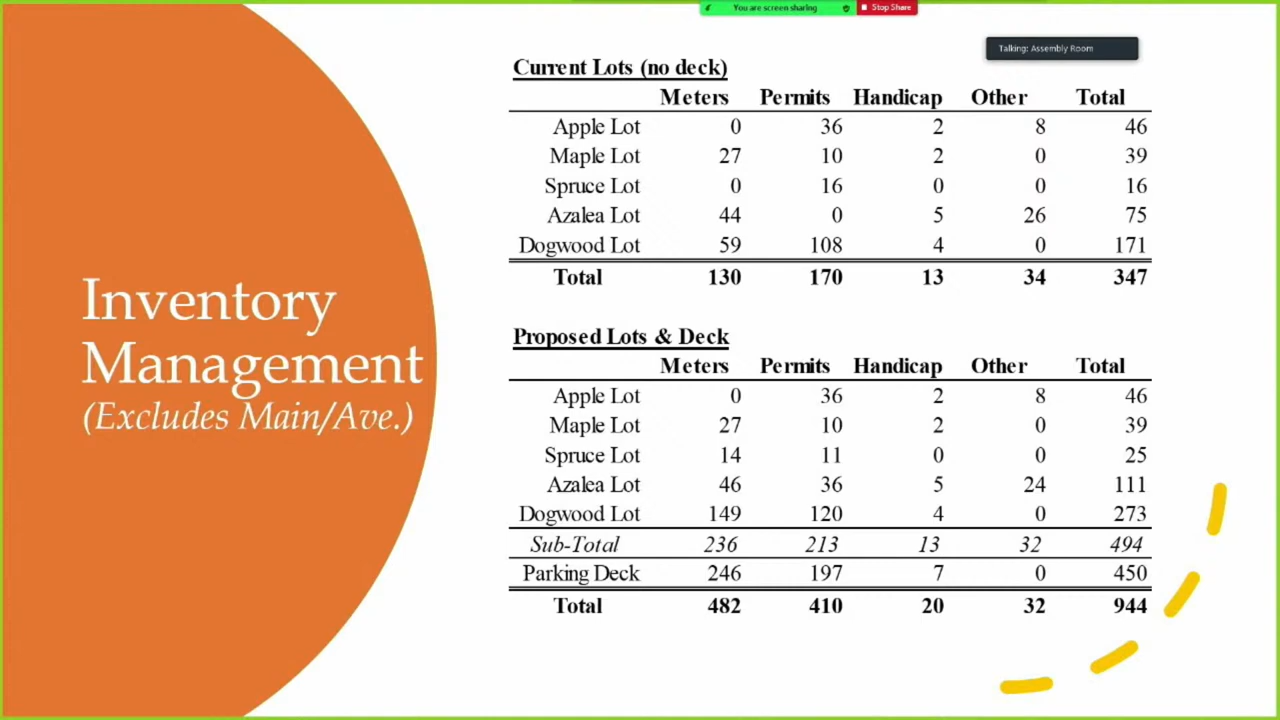 You are screen sharing Stop Share
Talking: Assembly Room
Inventory
Management
(Excludes Main/Ave.)
Current Lots (no deck)
Meters Permits Handicap Other Total
Apple Lot 0 36 2 8 46
Maple Lot 27 10 2 0 39
Spruce Lot 0 16 0 0 16
Azalea Lot 44 0 5 26 75
Dogwood Lot 59 108 4 0 171
Total 130 170 13 34 347
Proposed Lots & Deck
Meters Permits Handicap Other Total
Apple Lot 0 36 2 8 46
Maple Lot 27 10 2 0 39
Spruce Lot 14 11 0 0 25
Azalea Lot 46 36 5 24 111
Dogwood Lot 149 120 4 0 273
Sub-Total 236 213 13 32 494
Parking Deck 246 197 7 0 450
Total 482 410 20 32 944